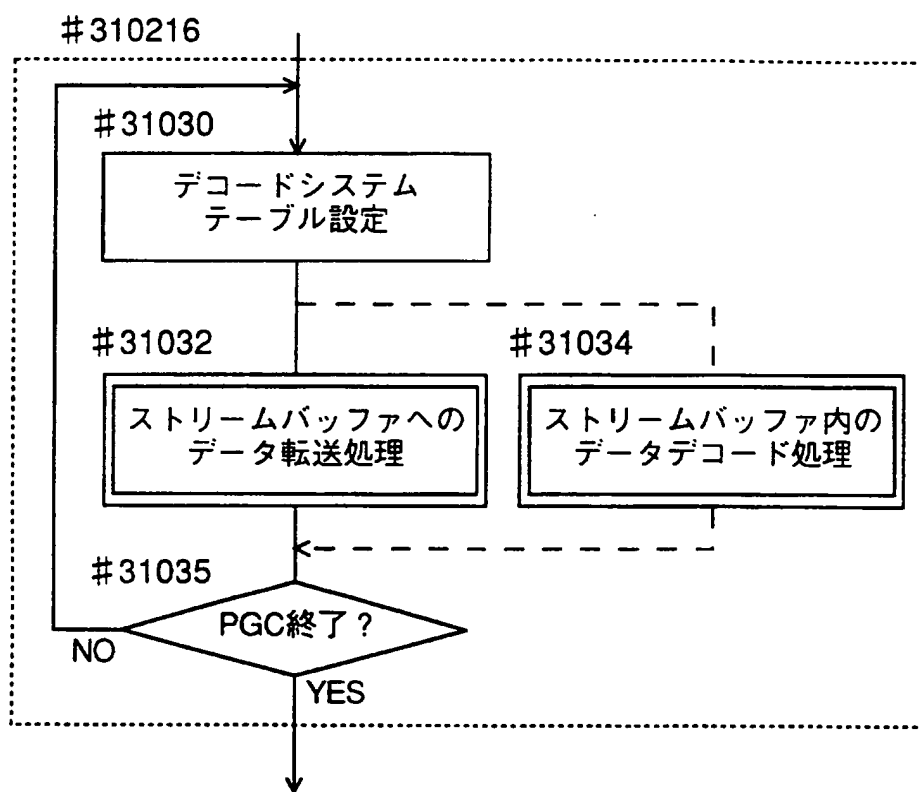 #310216
#31030
デコードシステム
テーブル設定
#31032
ストリームバッファへの
データ転送処理
#31034
ストリームバッファ内の
データデコード処理
#31035
PGC終了?
NO
YES